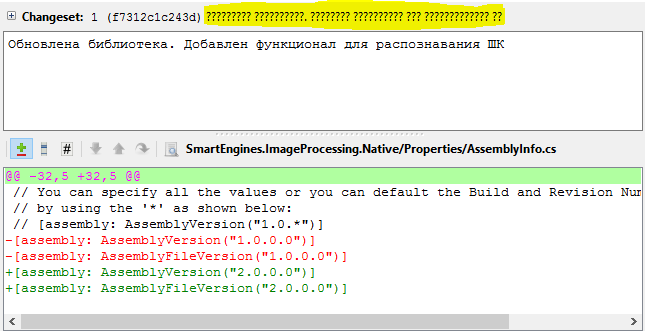 Changeset: 1 (f7312c1c243d) ????????? ??????????. ???????? ?????????? ??? ????????????? ??
Обновлена библиотека. Добавлен функционал для распознавания ШК
#
SmartEngines.ImageProcessing.Native/Properties/AssemblyInfo.cs
@@ -32,5 +32,5 @@
// You can specify all the values or you can default the Build and Revision Num
// by using the '*' as shown below:
// [assembly: AssemblyVersion("1.0.*")]
-[assembly: AssemblyVersion("1.0.0.0")]
-[assembly: AssemblyFileVersion("1.0.0.0")]
+[assembly: AssemblyVersion("2.0.0.0")]
+[assembly: AssemblyFileVersion("2.0.0.0")]